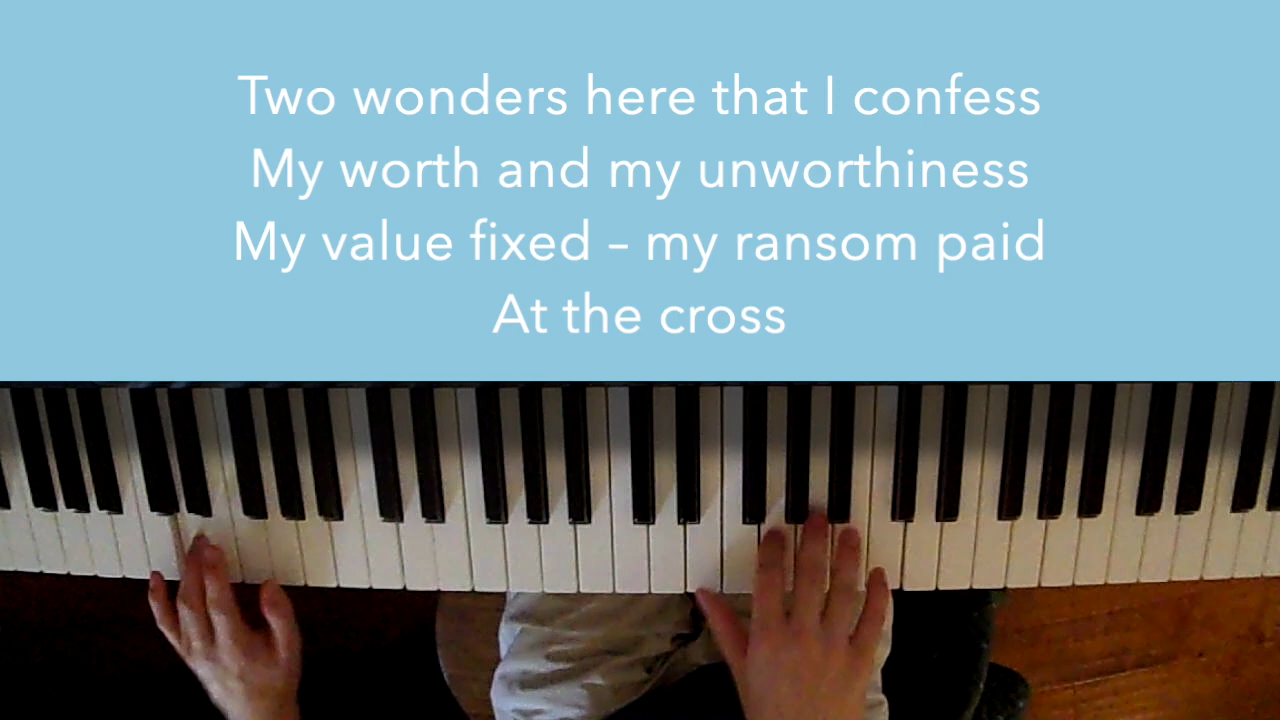 Two wonders here that I confess
My worth and my unworthiness
My value fixed – my ransom paid
At the cross